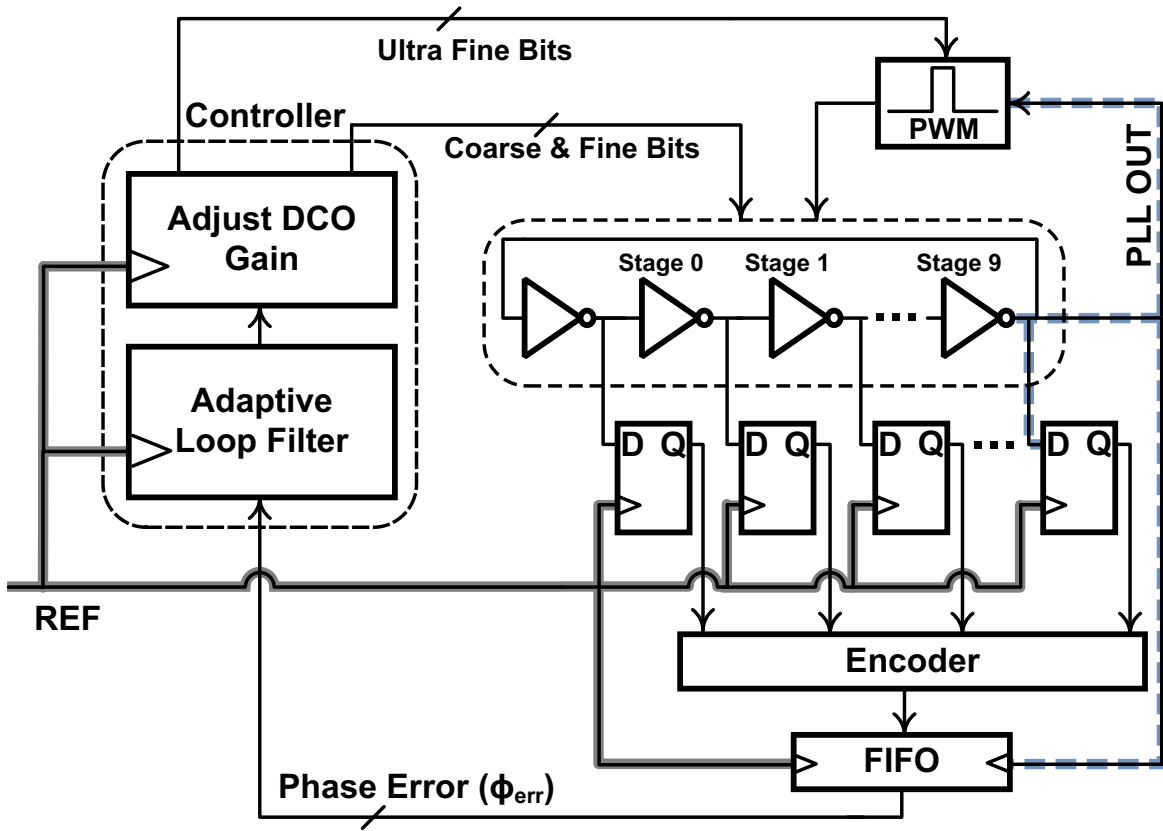 Ultra Fine Bits
Controller
PWM
Coarse & Fine Bits
PLL OUT
Adjust DCO
Gain
Stage 0
Stage 1
Stage 9
Adaptive
Loop Filter
D Q
D Q
D Q
D Q
REF
Encoder
FIFO
Phase Error (ϕerr)